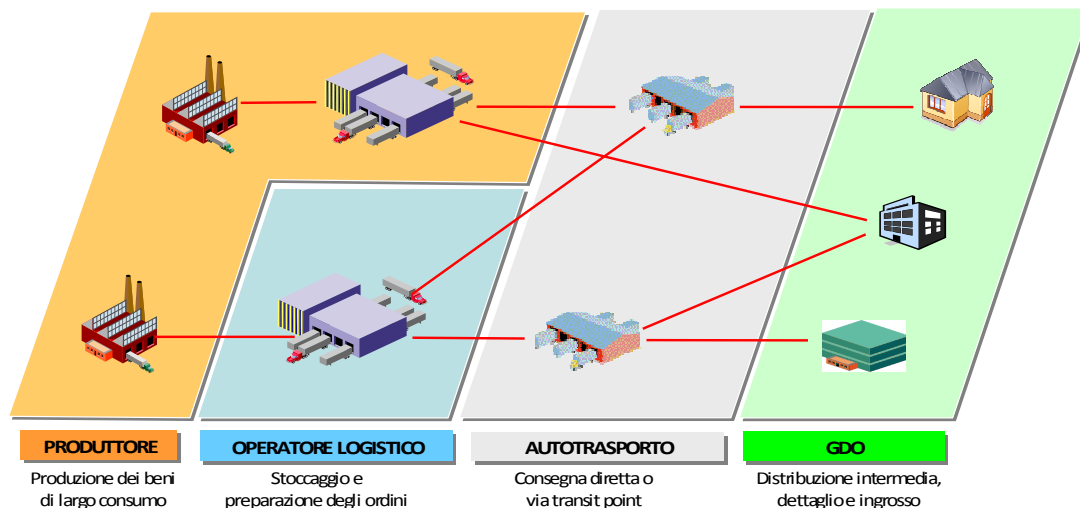 PRODUTTORE
OPERATORE LOGISTICO
AUTOTRASPORTO
GDO
Produzione dei beni
di largo consumo
Stoccaggio e
preparazione degli ordini
Consegna diretta o
via transit point
Distribuzione intermedia,
dettaglio e ingrosso